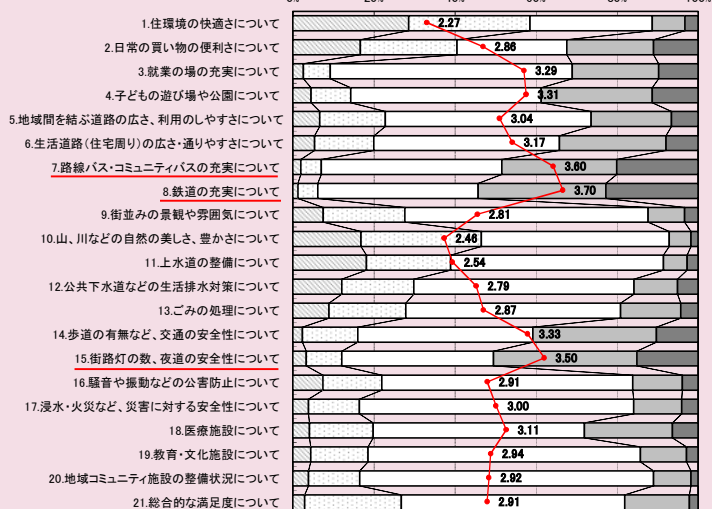 1.住環境の快適さについて 2.27
2.日常の買い物の便利さについて 2.86
3.就業の場の充実について 3.29
4.子どもの遊び場や公園について 3.31
5.地域間を結ぶ道路の広さ、利用のしやすさについて 3.04
6.生活道路(住宅周り)の広さ・通りやすさについて 3.17
7.路線バス・コミュニティバスの充実について 3.60
8.鉄道の充実について 3.70
9.街並みの景観や雰囲気について 2.81
10.山、川などの自然の美しさ、豊かさについて 2.46
11.上水道の整備について 2.54
12.公共下水道などの生活排水対策について 2.79
13.ごみの処理について 2.87
14.歩道の有無など、交通の安全性について 3.33
15.街路灯の数、夜道の安全性について 3.50
16.騒音や振動などの公害防止について 2.91
17.浸水・火災など、災害に対する安全性について 3.00
18.医療施設について 3.11
19.教育・文化施設について 2.94
20.地域コミュニティ施設の整備状況について 2.92
21.総合的な満足度について 2.91